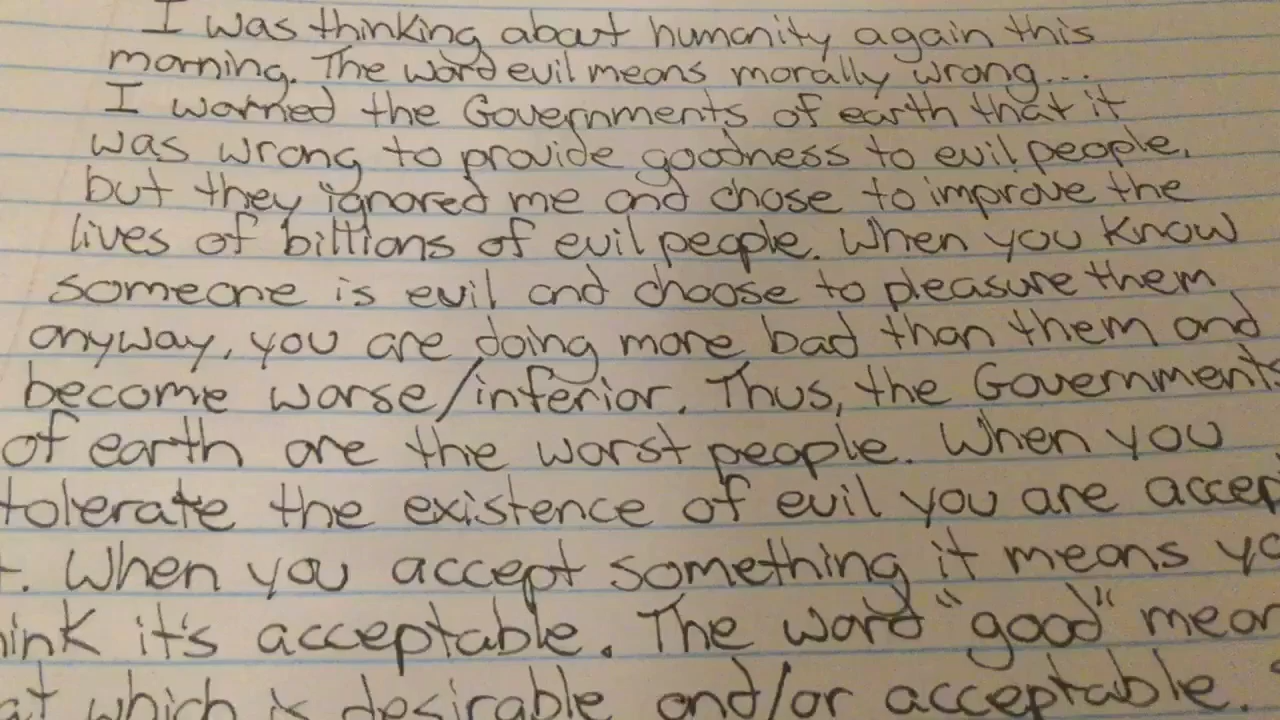 I was thinking about humanity again this
morning. The word evil means morally wrong...
I warned the Governments of earth that it
was wrong to provide goodness to evil people,
but they ignored me and chose to improve the
lives of billions of evil people. When you know
someone is evil and choose to pleasure them
anyway, you are doing more bad than them and
become worse/inferior. Thus, the Governments
of earth are the worst people. When you
tolerate the existence of evil you are accep
t. When you accept something it means yo
hink it's acceptable. The word "good" mean
at which is desirable and/or acceptable.